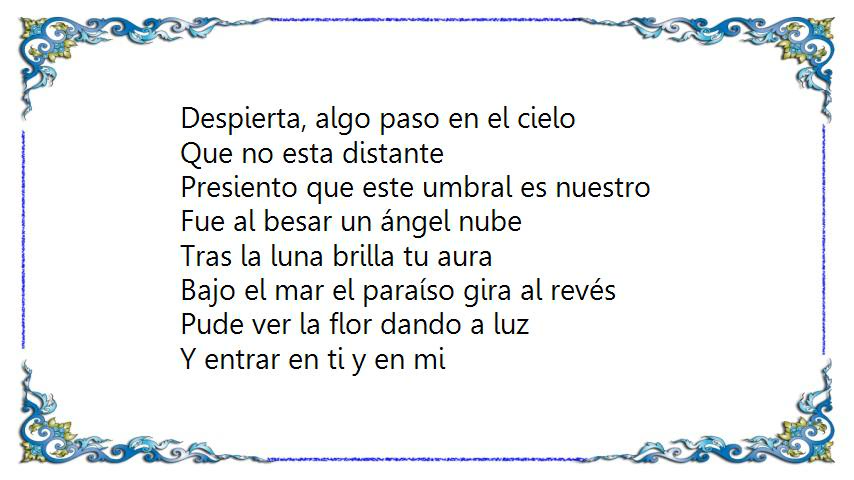 Despierta, algo paso en el cielo
Que no esta distante
Presiento que este umbral es nuestro
Fue al besar un ángel nube
Tras la luna brilla tu aura
Bajo el mar el paraíso gira al revés
Pude ver la flor dando a luz
Y entrar en ti y en mi